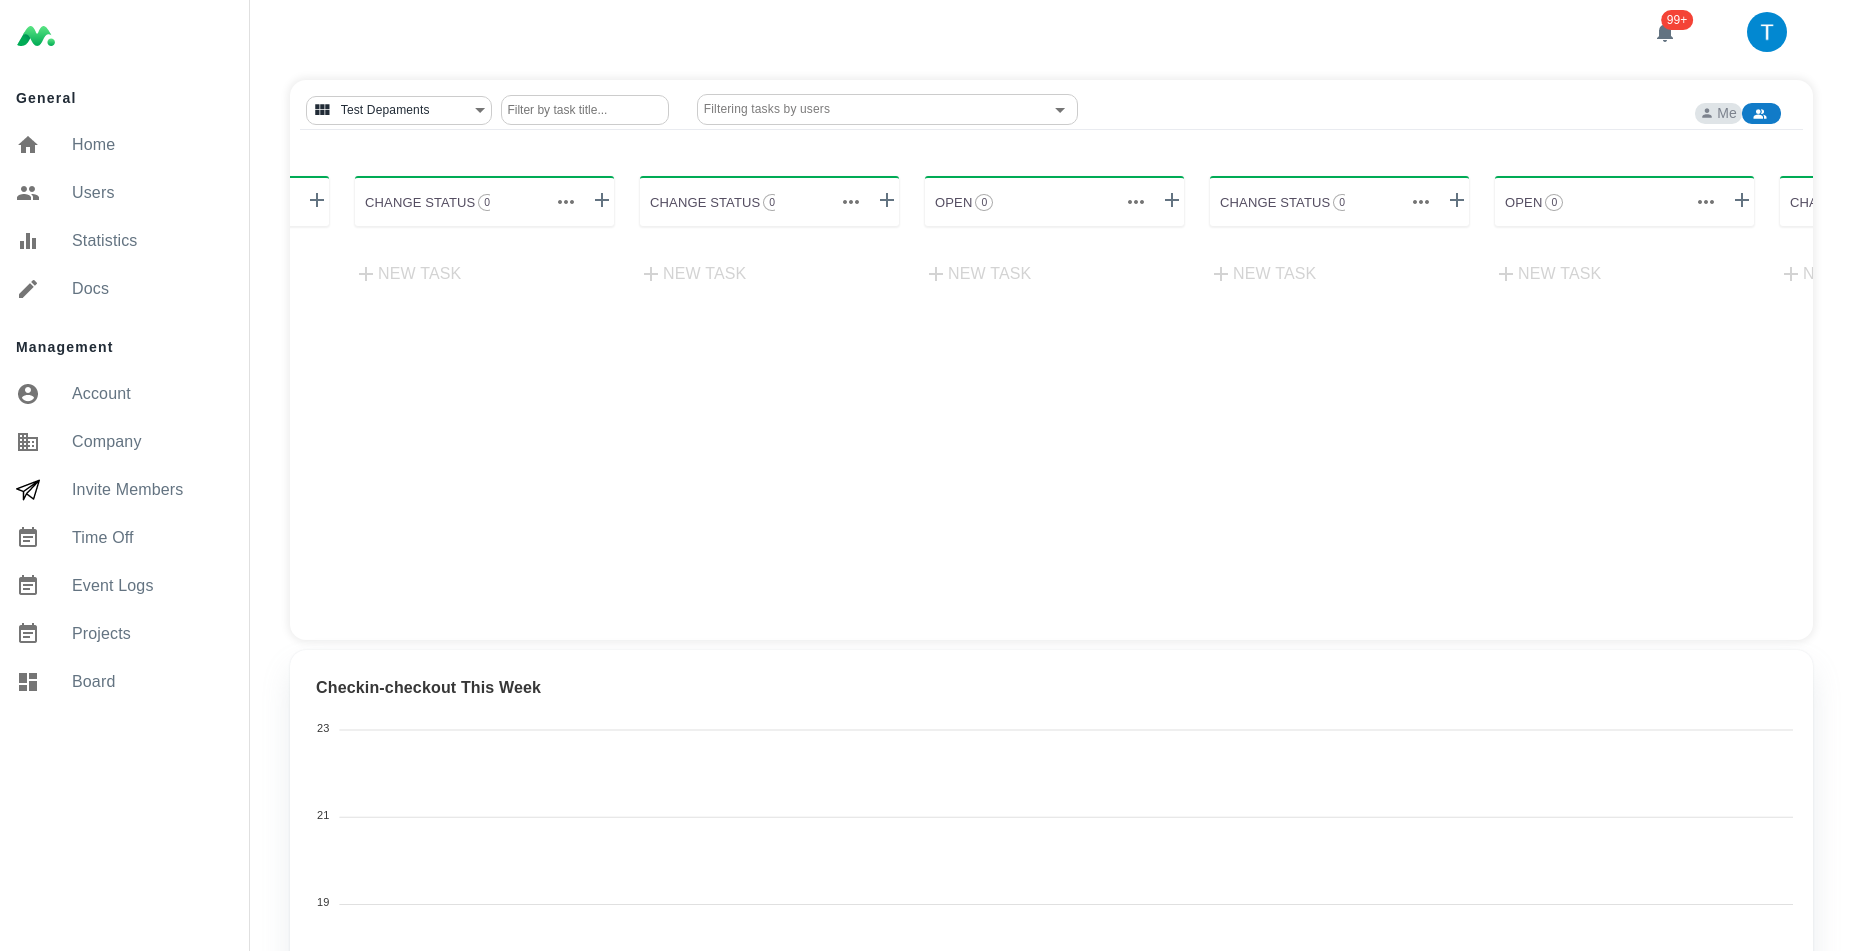 99+
T
General
Home
Users
Statistics
Docs
Management
Account
Company
Invite Members
Time Off
Event Logs
Projects
Board
Test Depaments
Filter by task title...
Filtering tasks by users
Me
CHANGE STATUS 0
CHANGE STATUS 0
OPEN 0
CHANGE STATUS 0
OPEN 0
CHA
NEW TASK
NEW TASK
NEW TASK
NEW TASK
NEW TASK
N
Checkin-checkout This Week
23
21
19